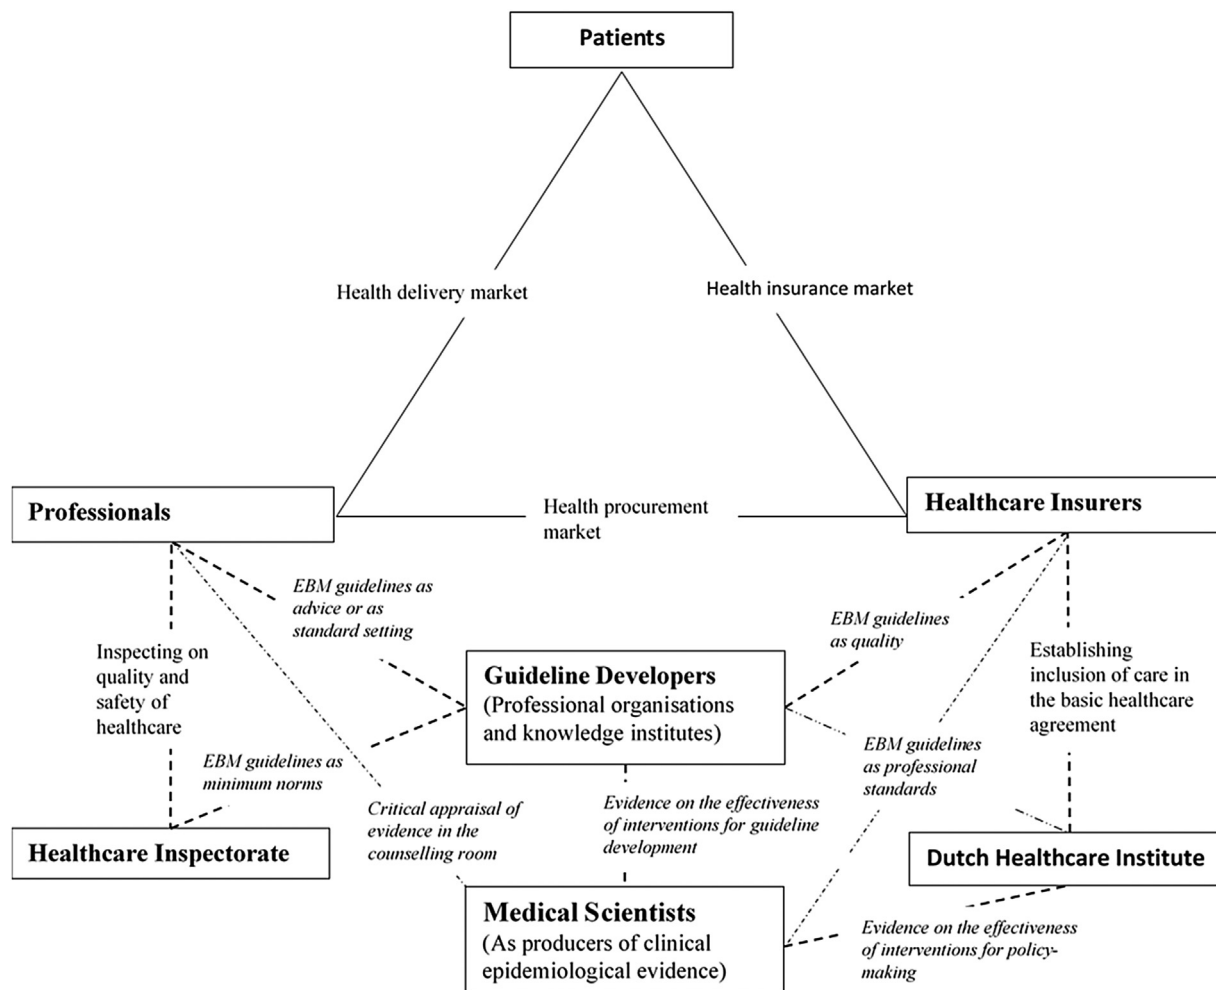 Patients
Health delivery market
Health insurance market
Professionals
Health procurement
market
Healthcare Insurers
EBM guidelines as
advice or as
standard setting
EBM guidelines
as quality
Inspecting on
quality and
safety of
healthcare
Guideline Developers
(Professional organisations
and knowledge institutes)
Establishing
inclusion of care in
the basic healthcare
agreement
EBM guidelines as
minimum norms
EBM guidelines
as professional
standards
Critical appraisal of
evidence in the
counselling room
Evidence on the effectiveness
of interventions for guideline
development
Healthcare Inspectorate
Dutch Healthcare Institute
Medical Scientists
(As producers of clinical
epidemiological evidence)
Evidence on the effectiveness
of interventions for policy-
making